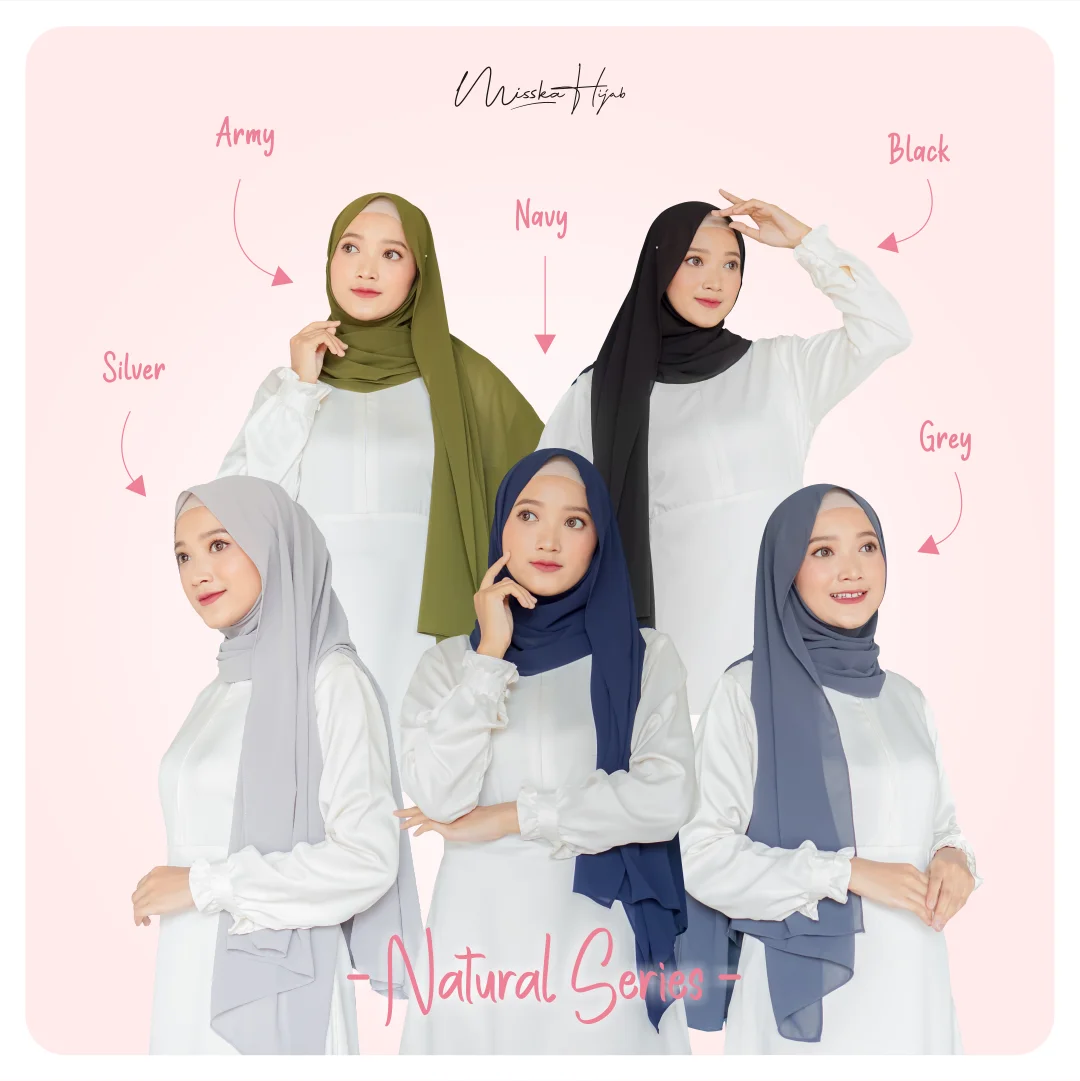 Misska Hijab
Army
Black
Navy
Silver
Grey
- Natural Series -